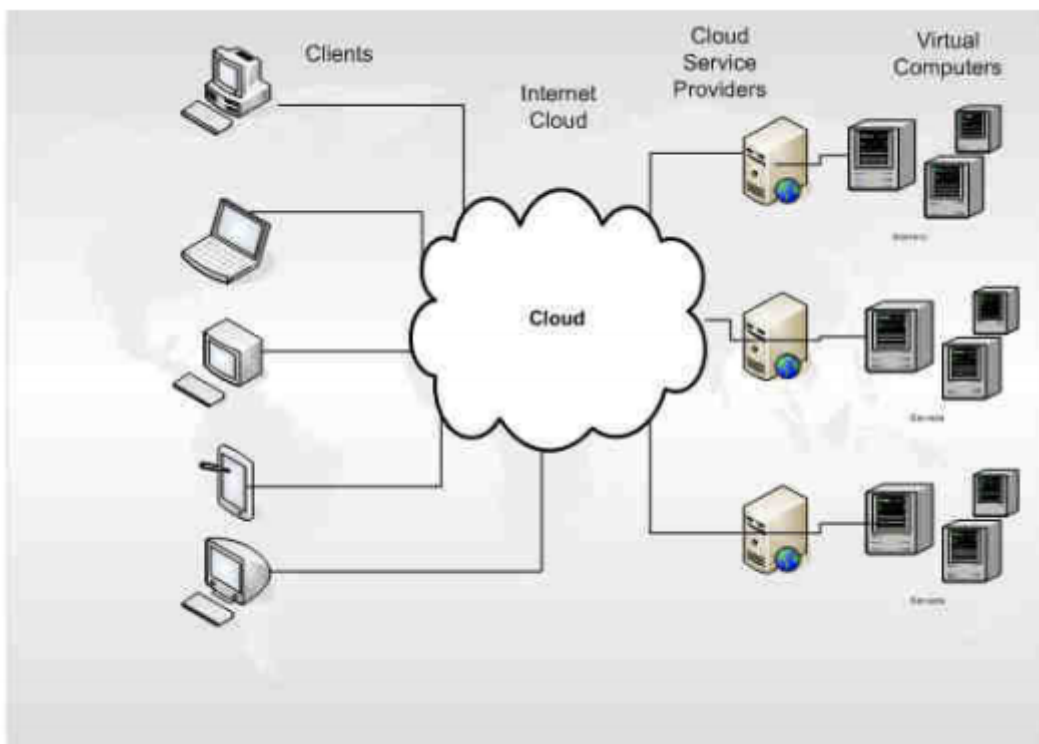 Clients
Internet
Cloud
Cloud
Service
Providers
Virtual
Computers
Cloud